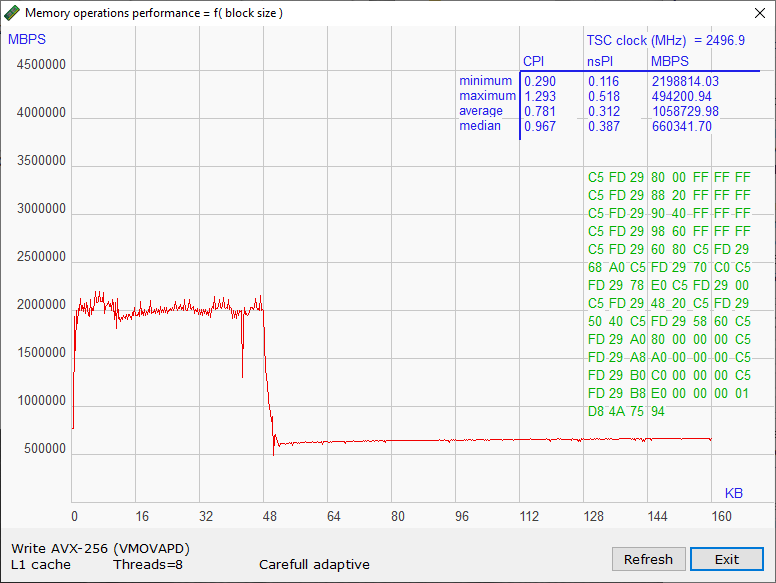 Memory operations performance = f( block size )
MBPS
TSC clock (MHz) = 2496.9
CPI nsPI MBPS
minimum 0.290 0.116 2198814.03
maximum 1.293 0.518 494200.94
average 0.781 0.312 1058729.98
median 0.967 0.387 660341.70
4500000
4000000
3500000
3000000
2500000
2000000
1500000
1000000
500000
C5 FD 29 80 00 FF FF FF
C5 FD 29 88 20 FF FF FF
C5 FD 29 90 40 FF FF FF
C5 FD 29 98 60 FF FF FF
C5 FD 29 60 80 C5 FD 29
68 A0 C5 FD 29 70 C0 C5
FD 29 78 E0 C5 FD 29 00
C5 FD 29 48 20 C5 FD 29
50 40 C5 FD 29 58 60 C5
FD 29 A0 80 00 00 00 C5
FD 29 A8 A0 00 00 00 C5
FD 29 B0 C0 00 00 00 C5
FD 29 B8 E0 00 00 00 01
D8 4A 75 94
KB
0 16 32 48 64 80 96 112 128 144 160
Write AVX-256 (VMOVAPD)
L1 cache Threads=8 Carefull adaptive
Refresh Exit